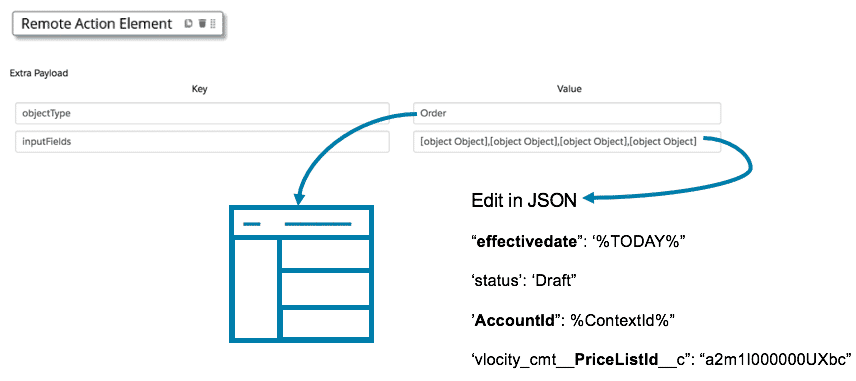 Remote Action Element
Extra Payload
Key Value
objectType Order
inputFields [object Object],[object Object],[object Object],[object Object]
Edit in JSON
“effectivedate”: ‘%TODAY%”
‘status’: ‘Draft”
’AccountId”: %ContextId%”
‘vlocity_cmt__PriceListId__c”: “a2m1I000000UXbc”